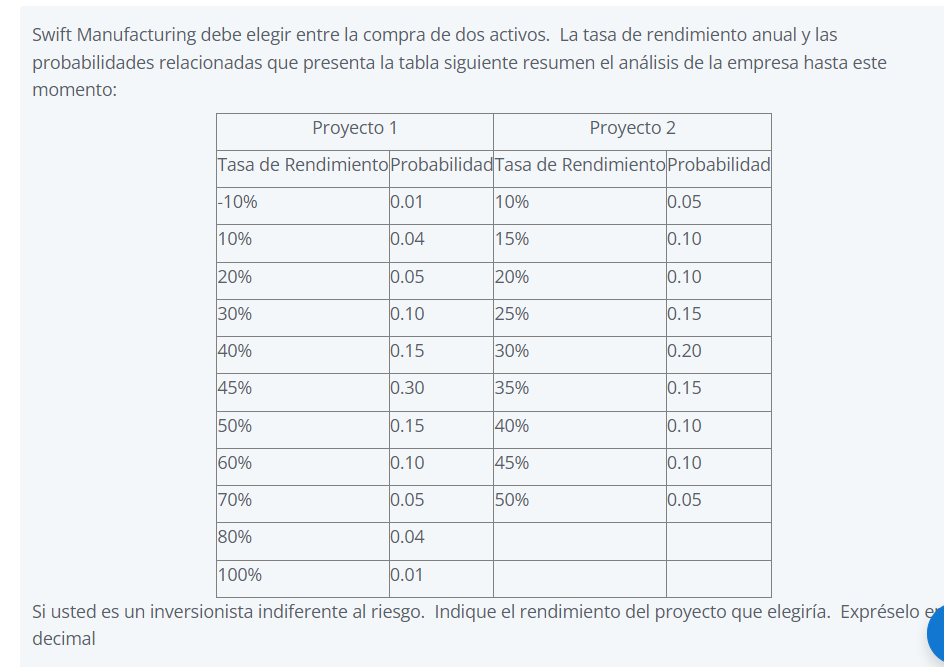 Swift Manufacturing debe elegir entre la compra de dos activos.  La tasa de rendimiento anual y las
probabilidades relacionadas que presenta la tabla siguiente resumen el análisis de la empresa hasta este
momento:
Proyecto 1 Proyecto 2
Tasa de Rendimiento Probabilidad Tasa de Rendimiento Probabilidad
-10% 0.01 10% 0.05
10% 0.04 15% 0.10
20% 0.05 20% 0.10
30% 0.10 25% 0.15
40% 0.15 30% 0.20
45% 0.30 35% 0.15
50% 0.15 40% 0.10
60% 0.10 45% 0.10
70% 0.05 50% 0.05
80% 0.04
100% 0.01
Si usted es un inversionista indiferente al riesgo.  Indique el rendimiento del proyecto que elegiría.  Expréselo
decimal